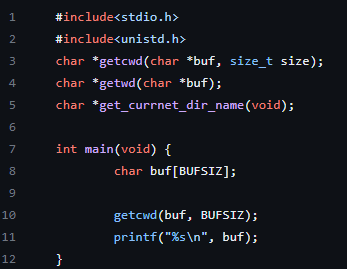 1 #include<stdio.h>
2 #include<unistd.h>
3 char *getcwd(char *buf, size_t size);
4 char *getwd(char *buf);
5 char *get_currnet_dir_name(void);
6
7 int main(void) {
8         char buf[BUFSIZ];
9
10         getcwd(buf, BUFSIZ);
11         printf("%s\n", buf);
12 }